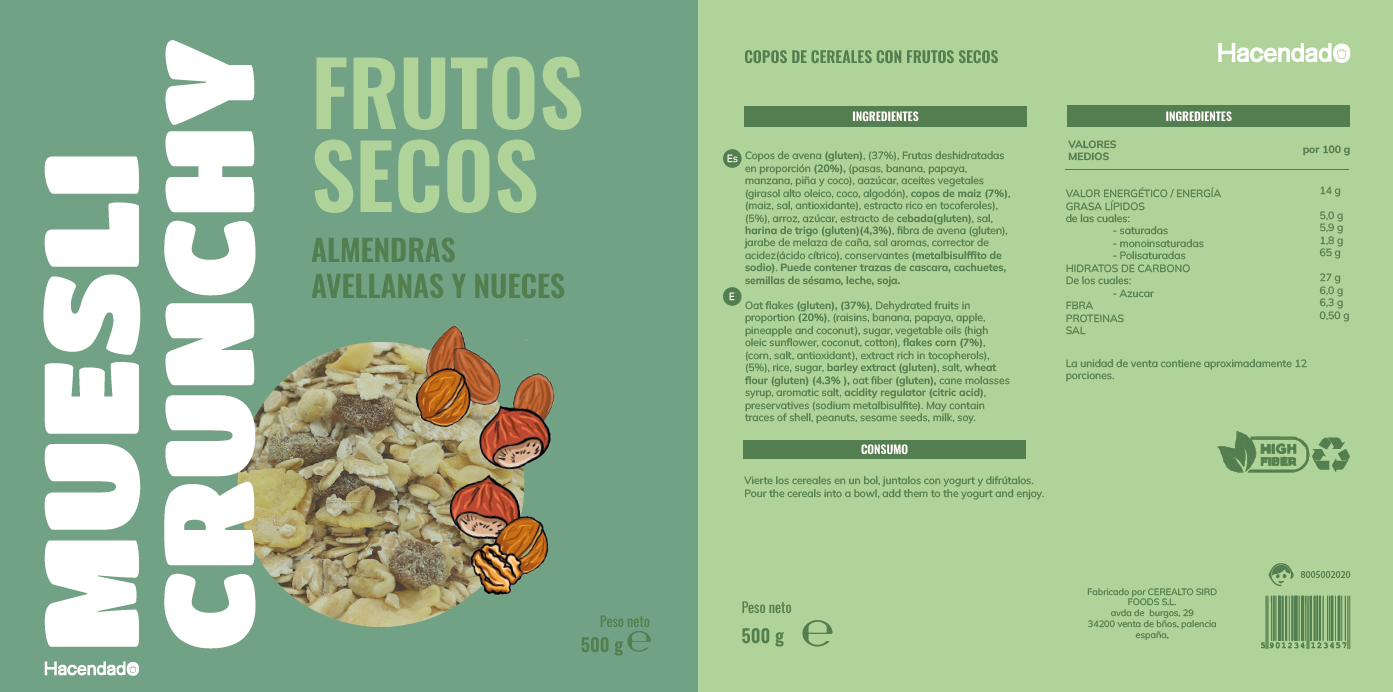 MUESLI
CRUNCHY
FRUTOS
SECOS
ALMENDRAS
AVELLANAS Y NUECES
Peso neto
500 g ℮
Hacendado
COPOS DE CEREALES CON FRUTOS SECOS
Hacendado
INGREDIENTES
Es
Copos de avena (gluten), (37%), Frutas deshidratadas
en proporción (20%), (pasas, banana, papaya,
manzana, piña y coco), aazúcar, aceites vegetales
(girasol alto oleico, coco, algodón), copos de maiz (7%),
(maiz, sal, antioxidante), estracto rico en tocoferoles),
(5%), arroz, azúcar, estracto de cebada(gluten), sal,
harina de trigo (gluten)(4,3%), fibra de avena (gluten),
jarabe de melaza de caña, sal aromas, corrector de
acidez(ácido cítrico), conservantes (metalbisulffito de
sodio). Puede contener trazas de cascara, cachuetes,
semillas de sésamo, leche, soja.
E
Oat flakes (gluten), (37%), Dehydrated fruits in
proportion (20%), (raisins, banana, papaya, apple,
pineapple and coconut), sugar, vegetable oils (high
oleic sunflower, coconut, cotton), flakes corn (7%),
(corn, salt, antioxidant), extract rich in tocopherols),
(5%), rice, sugar, barley extract (gluten), salt, wheat
flour (gluten) (4.3% ), oat fiber (gluten), cane molasses
syrup, aromatic salt, acidity regulator (citric acid),
preservatives (sodium metalbisulfite). May contain
traces of shell, peanuts, sesame seeds, milk, soy.
CONSUMO
Vierte los cereales en un bol, juntalos con yogurt y difrútalos.
Pour the cereals into a bowl, add them to the yogurt and enjoy.
Peso neto
500 g ℮
INGREDIENTES
VALORES
MEDIOS
por 100 g
VALOR ENERGÉTICO / ENERGÍA
14 g
GRASA LÍPIDOS
de las cuales:
5,0 g
- saturadas
5,9 g
- monoinsaturadas
1,8 g
- Polisaturadas
65 g
HIDRATOS DE CARBONO
De los cuales:
27 g
- Azucar
6,0 g
FBRA
6,3 g
PROTEINAS
0,50 g
SAL
La unidad de venta contiene aproximadamente 12
porciones.
HIGH
FIBER
8005002020
Fabricado por CEREALTO SIRD
FOODS S.L.
avda de burgos, 29
34200 venta de bños, palencia
españa,
5 901234 123457